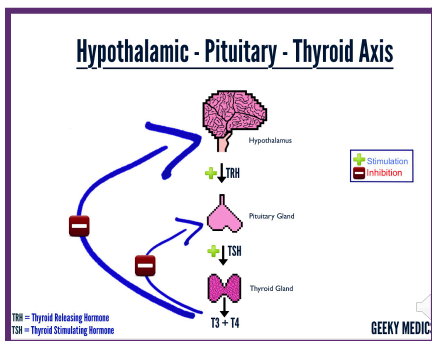 Hypothalamic - Pituitary - Thyroid Axis
Hypothalamus
Stimulation
Inhibition
TRH
Pituitary Gland
TSH
Thyroid Gland
T3 + T4
TRH = Thyroid Releasing Hormone
TSH = Thyroid Stimulating Hormone
GEEKY MEDIC